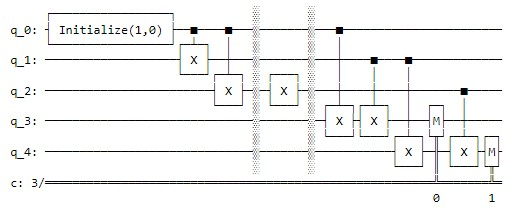 q_0: Initialize(1,0)
q_1: X
q_2: X X
q_3: X X M
q_4: X X M
c: 3/
0 1